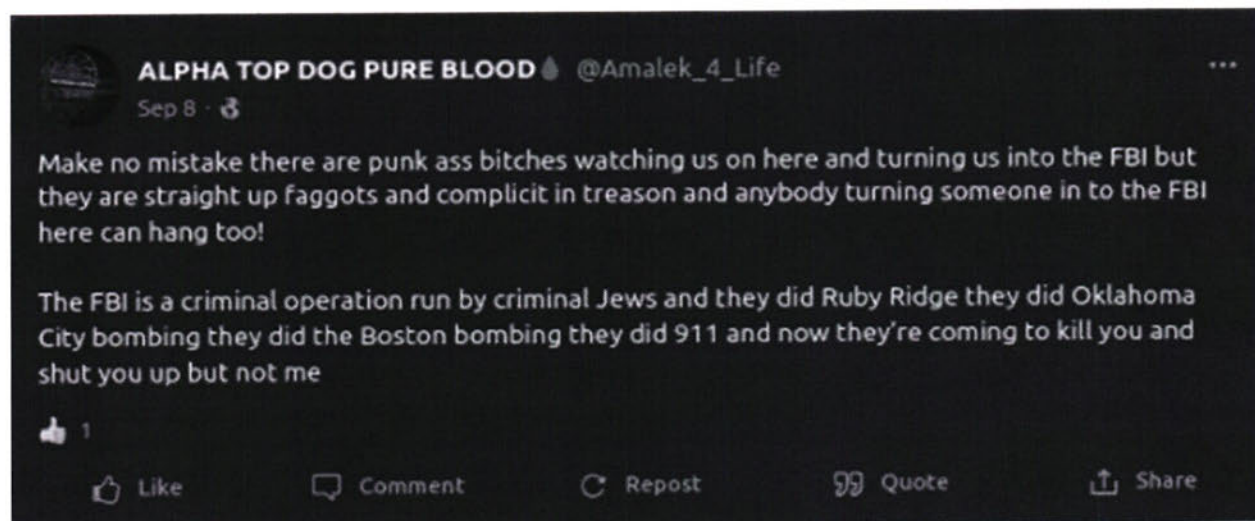 ALPHA TOP DOG PURE BLOOD @Amalek_4_Life
Sep 8 ·
Make no mistake there are punk ass bitches watching us on here and turning us into the FBI but
they are straight up faggots and complicit in treason and anybody turning someone in to the FBI
here can hang too!
The FBI is a criminal operation run by criminal Jews and they did Ruby Ridge they did Oklahoma
City bombing they did the Boston bombing they did 911 and now they're coming to kill you and
shut you up but not me
1
Like Comment Repost Quote Share